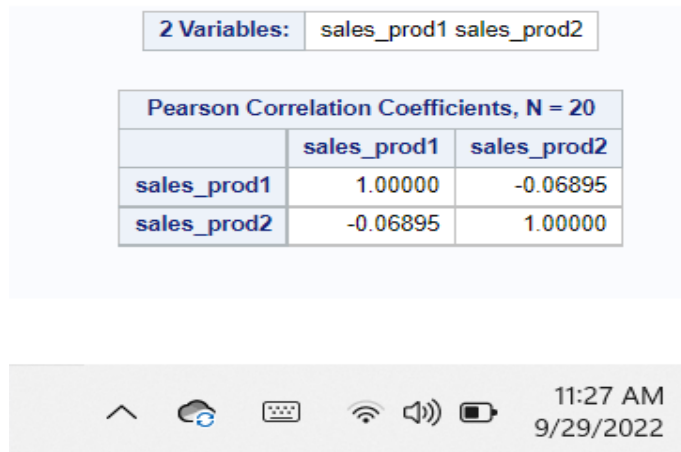 2 Variables: sales_prod1 sales_prod2
Pearson Correlation Coefficients, N = 20
sales_prod1 sales_prod2
sales_prod1 1.00000 -0.06895
sales_prod2 -0.06895 1.00000
11:27 AM
9/29/2022